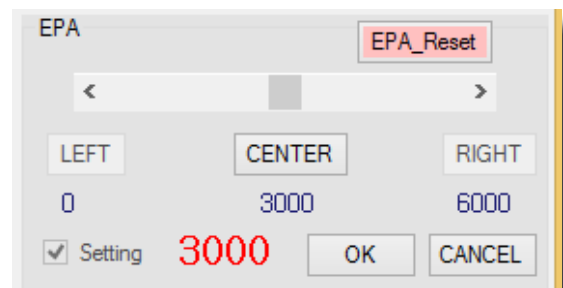 EPA
EPA_Reset
< >
LEFT CENTER RIGHT
0 3000 6000
Setting 3000 OK CANCEL